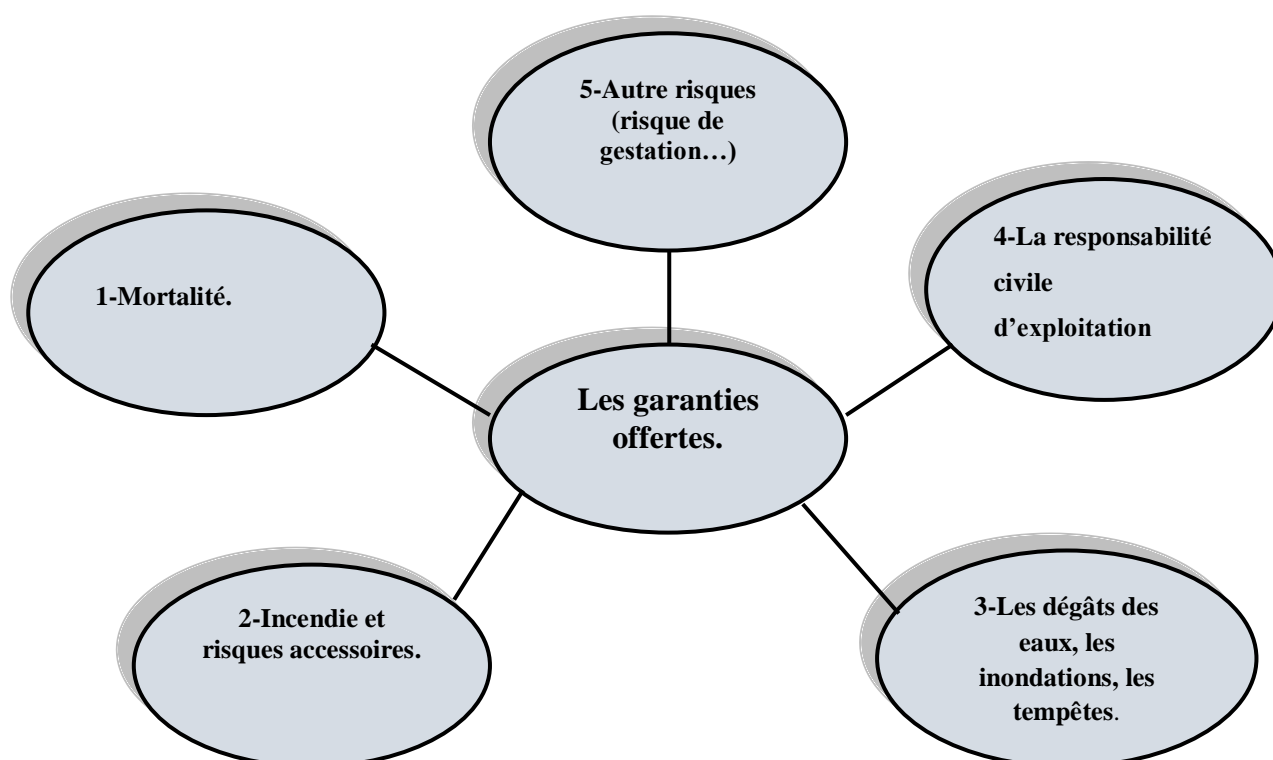 5-Autre risques
(risque de
gestation…)
4-La responsabilité
civile
d’exploitation
1-Mortalité.
Les garanties
offertes.
2-Incendie et
risques accessoires.
3-Les dégâts des
eaux, les
inondations, les
tempêtes.